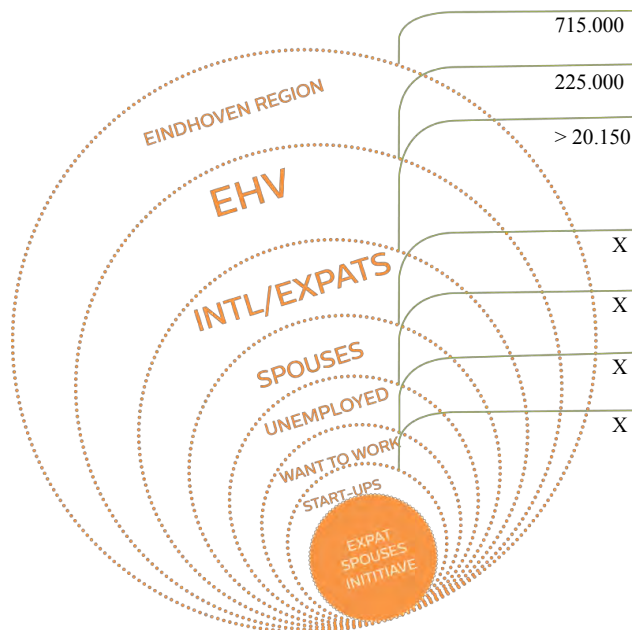 715.000
225.000
> 20.150
X
X
X
X
EINDHOVEN REGION
EHV
INTL/EXPATS
SPOUSES
UNEMPLOYED
WANT TO WORK
START-UPS
EXPAT
SPOUSES
INITITIAVE